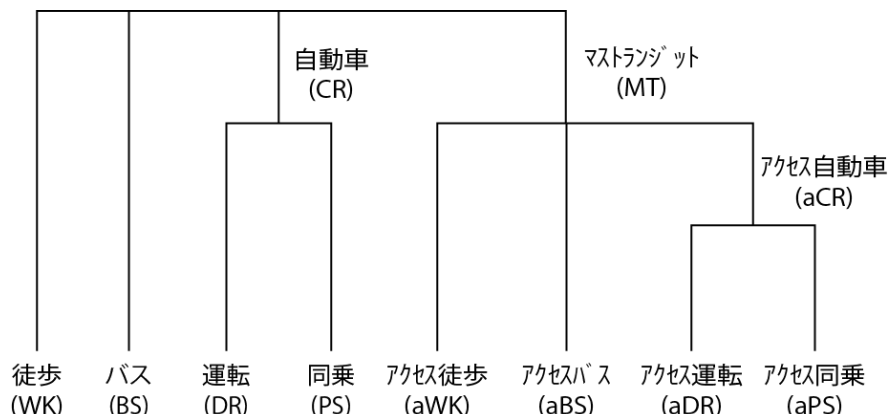 自動車
(CR)
ﾏｽﾄﾗﾝｼﾞｯﾄ
(MT)
ｱｸｾｽ自動車
(aCR)
徒歩
(WK)
バス
(BS)
運転
(DR)
同乗
(PS)
ｱｸｾｽ徒歩
(aWK)
ｱｸｾｽﾊﾞｽ
(aBS)
ｱｸｾｽ運転
(aDR)
ｱｸｾｽ同乗
(aPS)